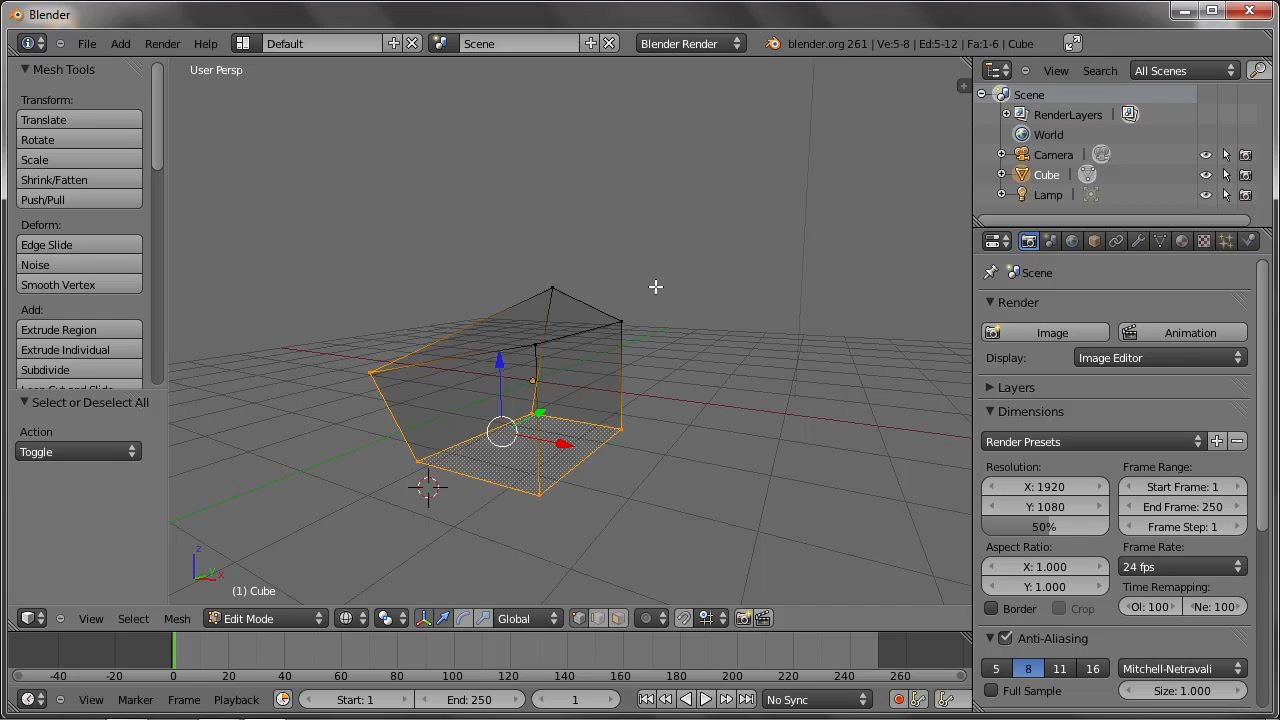 Blender
File Add Render Help Default Scene Blender Render blender.org 261 | Ve:5-8 | Ed:5-12 | Fa:1-6 | Cube
Mesh Tools
Transform:
Translate
Rotate
Scale
Shrink/Fatten
Push/Pull
Deform:
Edge Slide
Noise
Smooth Vertex
Add:
Extrude Region
Extrude Individual
Subdivide
Select or Deselect All
Action
Toggle
User Persp
z
y
x
(1) Cube
View Select Mesh Edit Mode Global
-40 -20 0 20 40 60 80 100 120 140 160 180 200 220 240 260
View Marker Frame Playback Start: 1 End: 250 1 No Sync
View Search All Scenes
Scene
RenderLayers |
World
Camera |
Cube |
Lamp |
Scene
Render
Image Animation
Display: Image Editor
Layers
Dimensions
Render Presets
Resolution: Frame Range:
X: 1920 Start Frame: 1
Y: 1080 End Frame: 250
50% Frame Step: 1
Aspect Ratio: Frame Rate:
X: 1.000 24 fps
Y: 1.000 Time Remapping:
Border Crop Ol: 100 Ne: 100
Anti-Aliasing
5 8 11 16 Mitchell-Netravali
Full Sample Size: 1.000